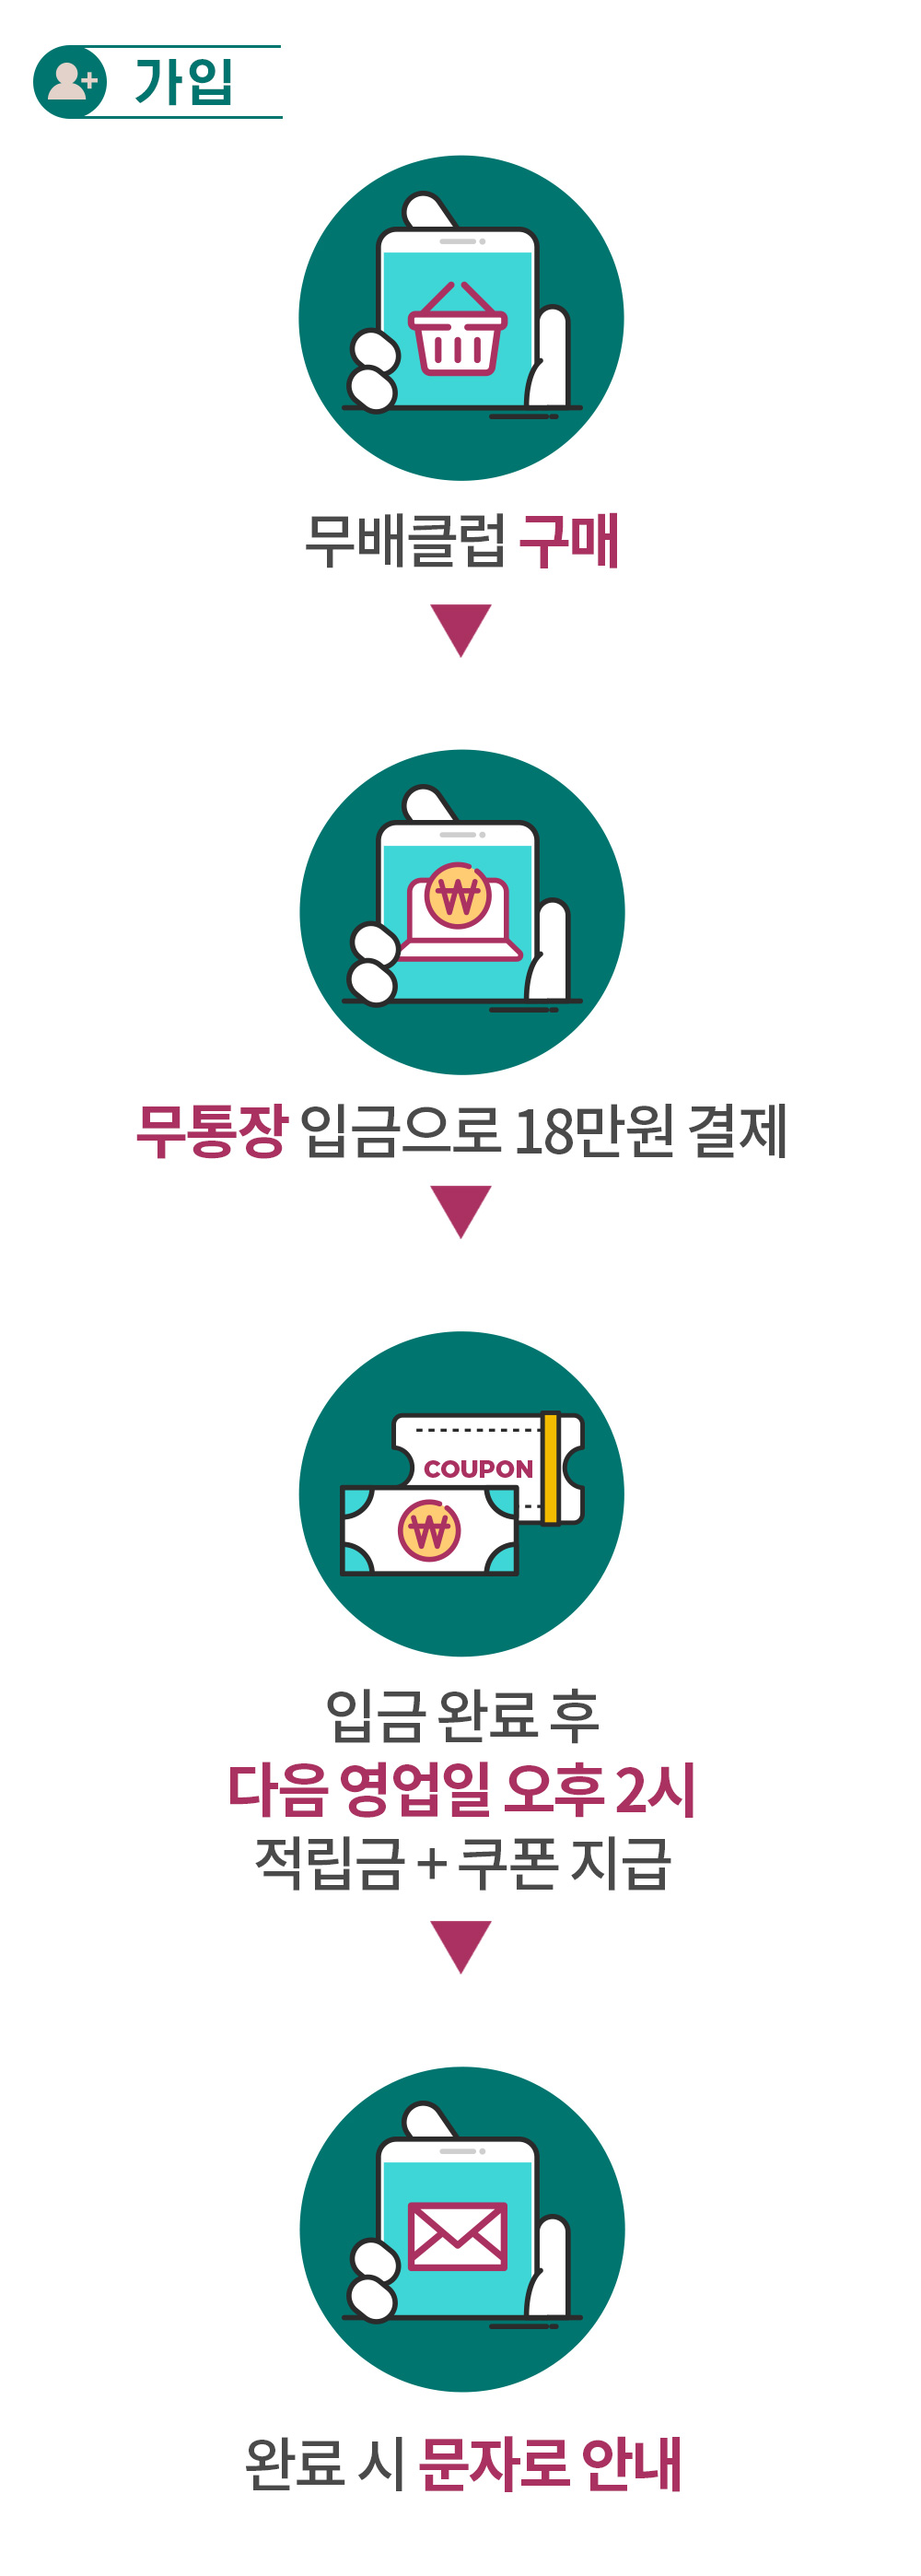 가입
무배클럽 구매
무통장 입금으로 18만원 결제
COUPON
입금 완료 후
다음 영업일 오후 2시
적립금 + 쿠폰 지급
완료 시 문자로 안내